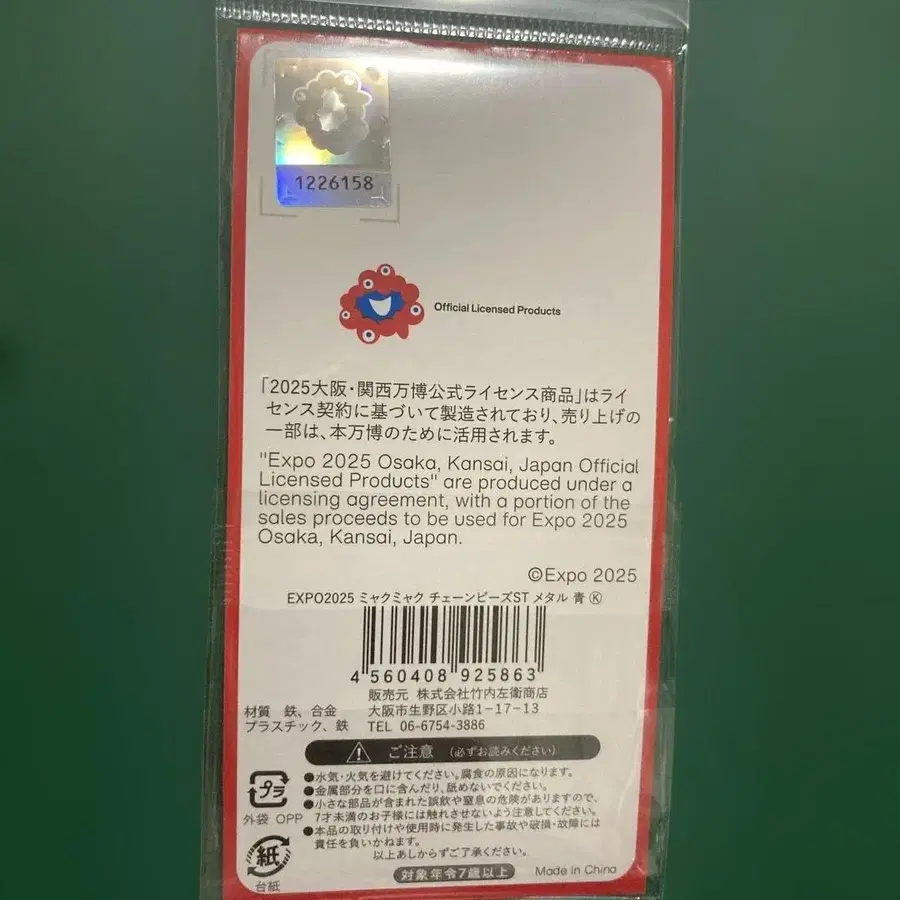 1226158
Official Licensed Products
「2025大阪・関西万博公式ライセンス商品」はライ
センス契約に基づいて製造されており、売り上げの
一部は、本万博のために活用されます。
"Expo 2025 Osaka, Kansai, Japan Official
Licensed Products" are produced under a
licensing agreement, with a portion of the
sales proceeds to be used for Expo 2025
Osaka, Kansai, Japan.
©Expo 2025
EXPO2025 ミャクミャク チェーンビーズST メタル 青 Ⓚ
4 560408 925863
販売元 株式会社竹内左衛商店
大阪市生野区小路1-17-13
TEL 06-6754-3886
材質 鉄、合金
プラスチック、鉄
ご注意 (必ずお読みください)
●水気・火気を避けてください。腐食の原因になります。
●金属部分を口に含んだり、舐めないでください。
●小さな部品が含まれた誤飲や窒息の危険がありますので、
7才未満のお子様には触れさせないよう注意してください。
●本品の取り付けや使用時に発生した事故や破損・故障には
責任を負いかねます。
以上あしからずご了承ください。
プラ
外袋 OPP
紙
台紙
対象年令7歳以上
Made in China